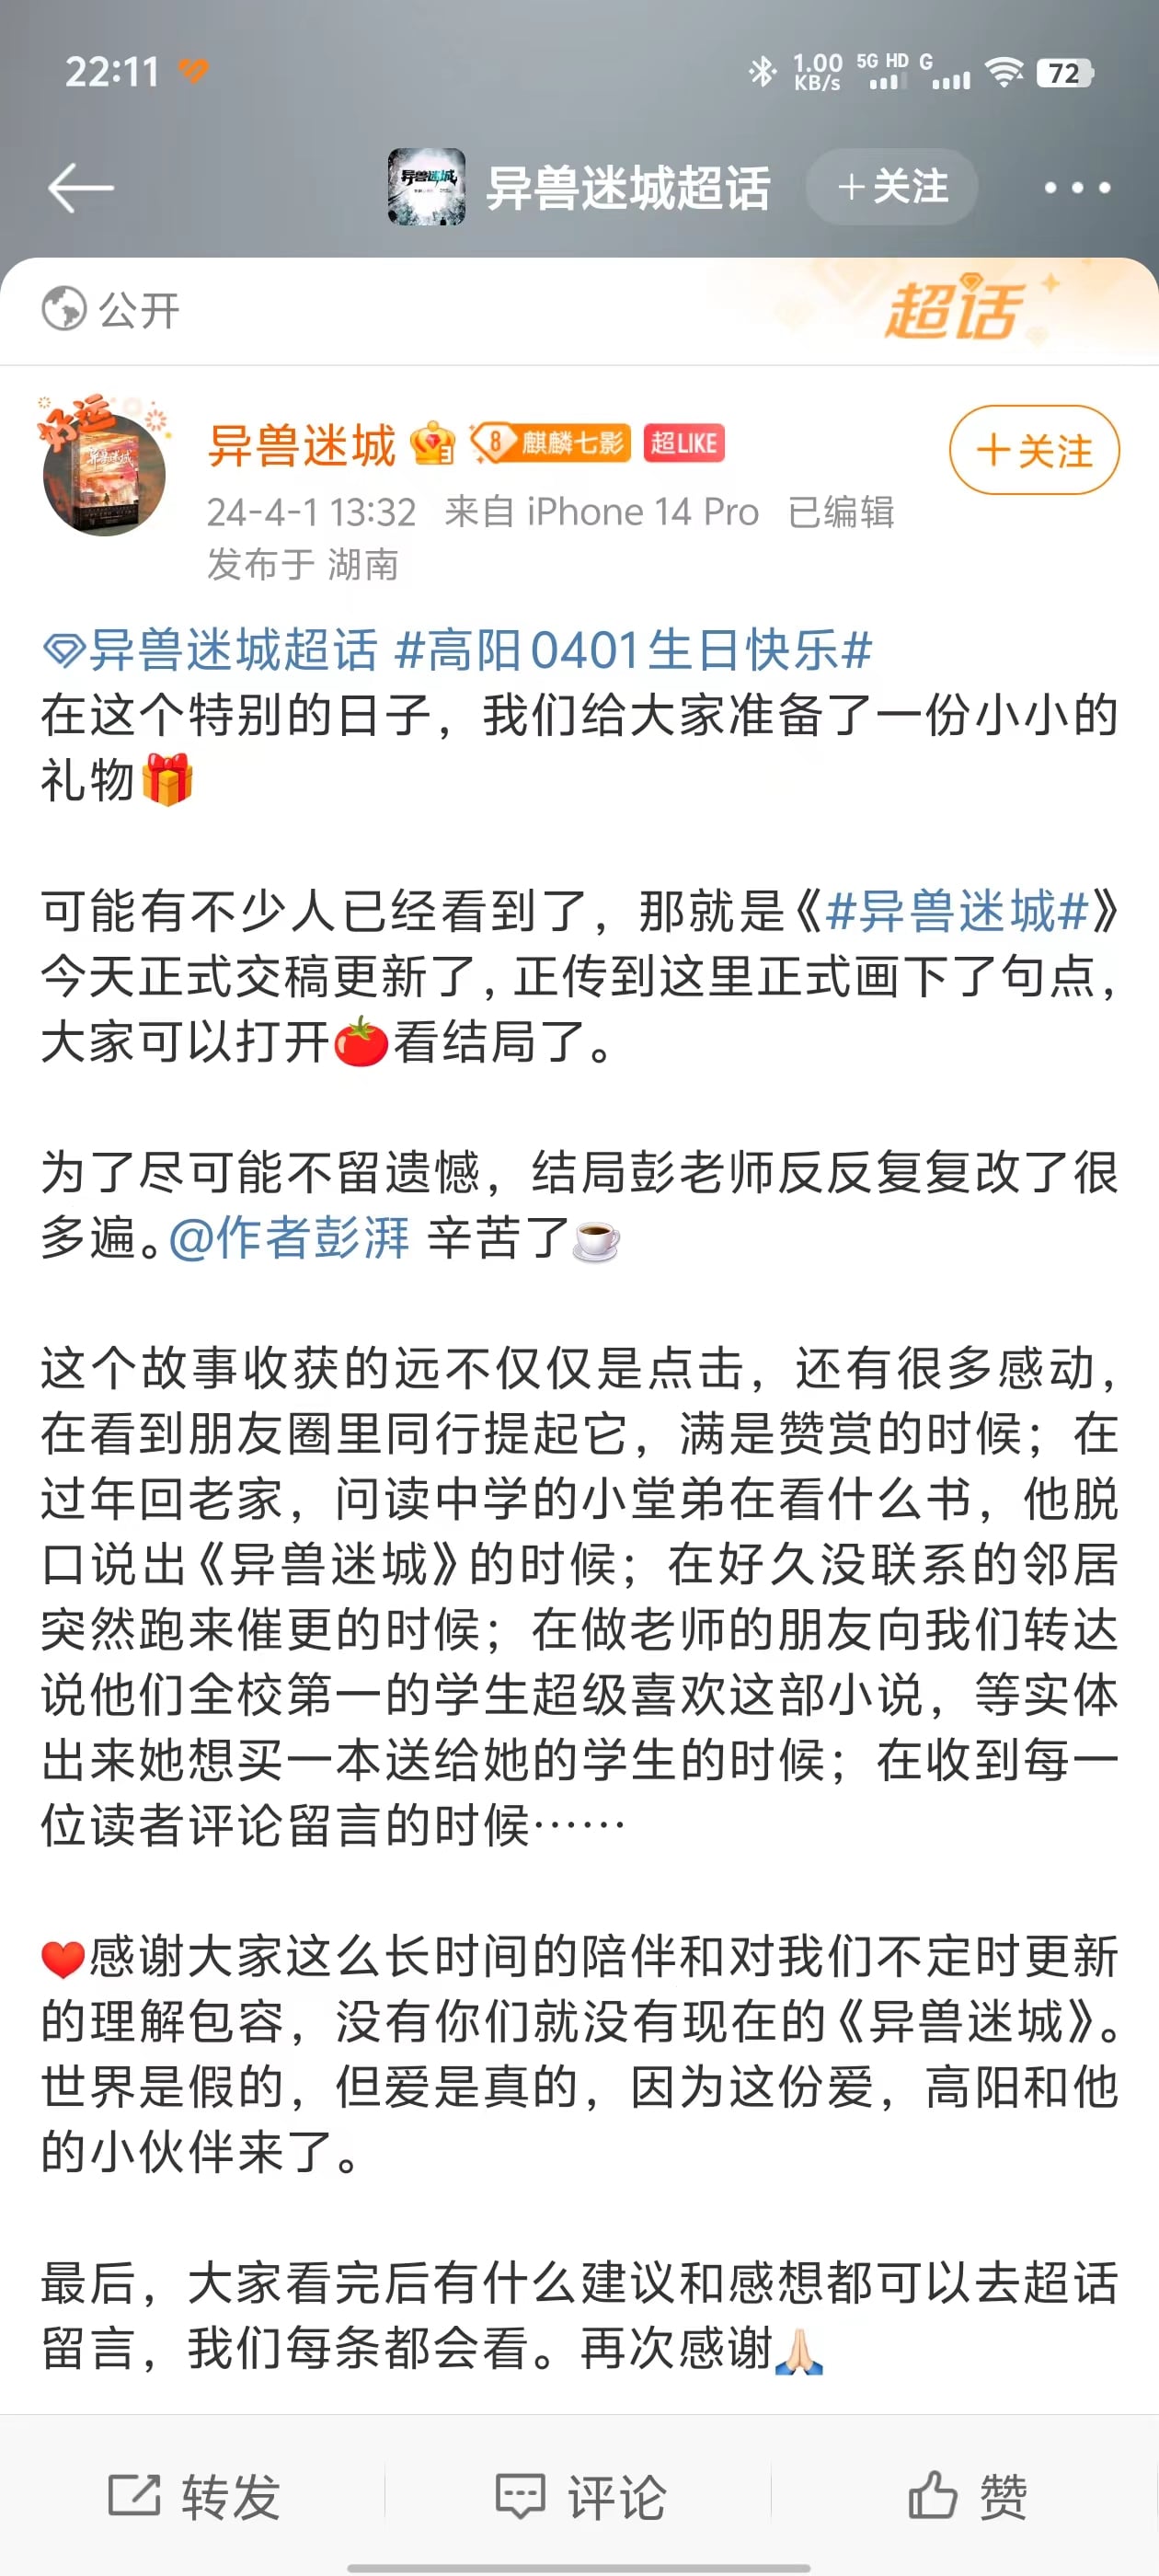 22:11
1.00 KB/s 5G HD G 72
异兽迷城
异兽迷城超话 +关注
公开
超话
好运
异兽迷城 8 麒麟七影 超LIKE
+关注
24-4-1 13:32 来自 iPhone 14 Pro 已编辑
发布于 湖南
异兽迷城超话 #高阳0401生日快乐#
在这个特别的日子，我们给大家准备了一份小小的
礼物🎁
可能有不少人已经看到了，那就是《#异兽迷城#》
今天正式交稿更新了，正传到这里正式画下了句点，
大家可以打开🍅看结局了。
为了尽可能不留遗憾，结局彭老师反反复复改了很
多遍。@作者彭湃 辛苦了☕
这个故事收获的远不仅仅是点击，还有很多感动，
在看到朋友圈里同行提起它，满是赞赏的时候；在
过年回老家，问读中学的小堂弟在看什么书，他脱
口说出《异兽迷城》的时候；在好久没联系的邻居
突然跑来催更的时候；在做老师的朋友向我们转达
说他们全校第一的学生超级喜欢这部小说，等实体
出来她想买一本送给她的学生的时候；在收到每一
位读者评论留言的时候……
❤️感谢大家这么长时间的陪伴和对我们不定时更新
的理解包容，没有你们就没有现在的《异兽迷城》。
世界是假的，但爱是真的，因为这份爱，高阳和他
的小伙伴来了。
最后，大家看完后有什么建议和感想都可以去超话
留言，我们每条都会看。再次感谢🙏
转发 评论 赞